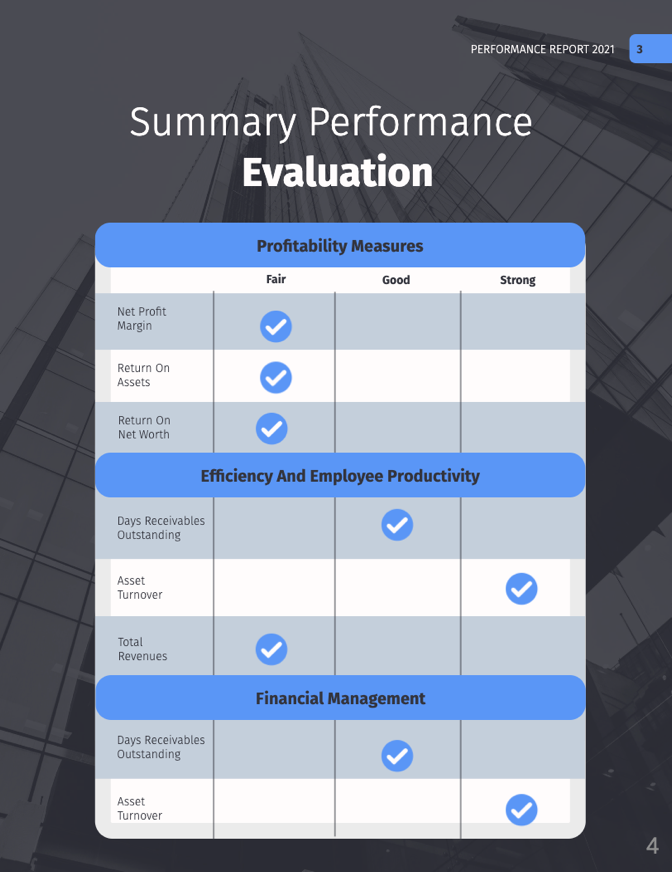 PERFORMANCE REPORT 2021
3
Summary Performance
Evaluation
Profitability Measures
Fair Good Strong
Net Profit
Margin
Return On
Assets
Return On
Net Worth
Efficiency And Employee Productivity
Days Receivables
Outstanding
Asset
Turnover
Total
Revenues
Financial Management
Days Receivables
Outstanding
Asset
Turnover
4